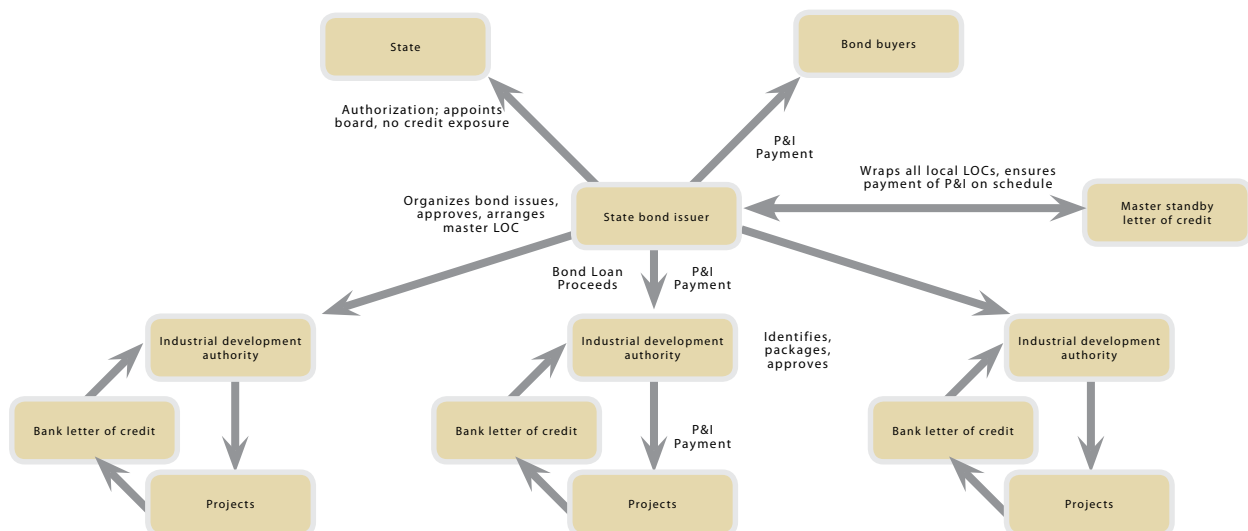 State
Bond buyers
Authorization; appoints
board, no credit exposure
P&I
Payment
Wraps all local LOCs, ensures
payment of P&I on schedule
Organizes bond issues,
approves, arranges
master LOC
State bond issuer
Master standby
letter of credit
Bond Loan
Proceeds
P&I
Payment
Industrial development
authority
Industrial development
authority
Identifies,
packages,
approves
Industrial development
authority
Bank letter of credit
Bank letter of credit
P&I
Payment
Bank letter of credit
Projects
Projects
Projects